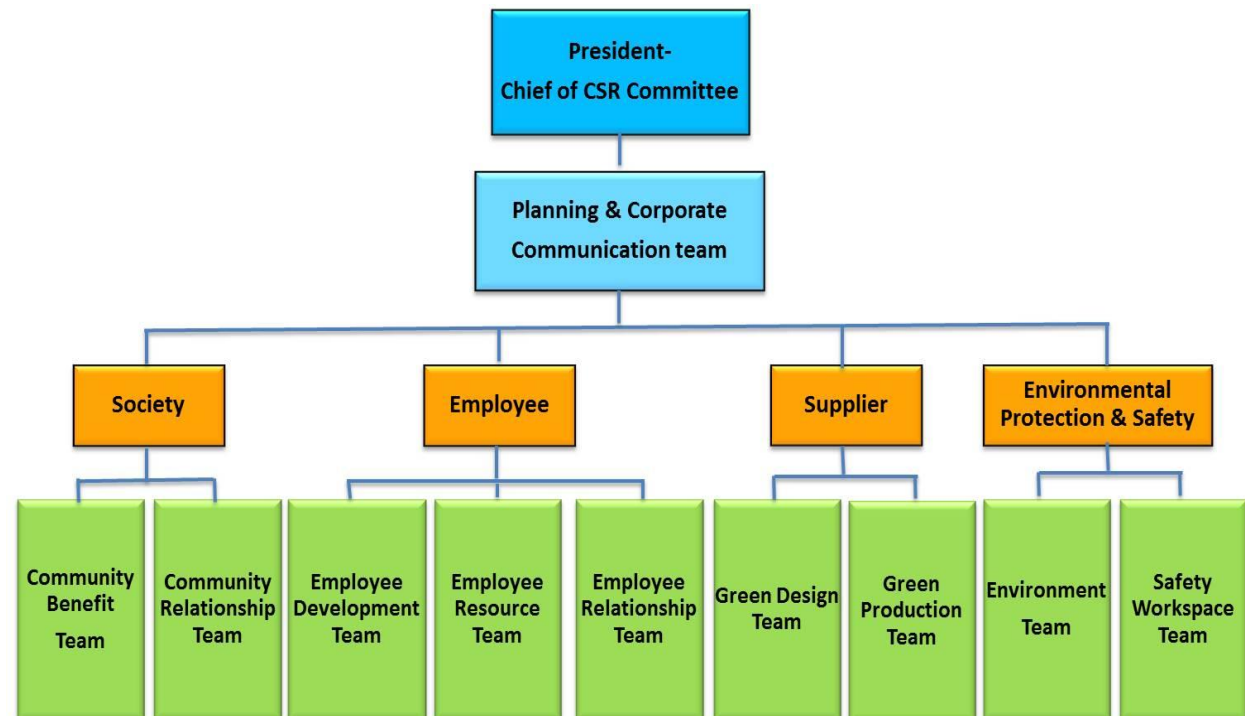 President-
Chief of CSR Committee
Planning & Corporate
Communication team
Society
Employee
Supplier
Environmental
Protection & Safety
Community
Benefit
Team
Community
Relationship
Team
Employee
Development
Team
Employee
Resource
Team
Employee
Relationship
Team
Green Design
Team
Green
Production
Team
Environment
Team
Safety
Workspace
Team